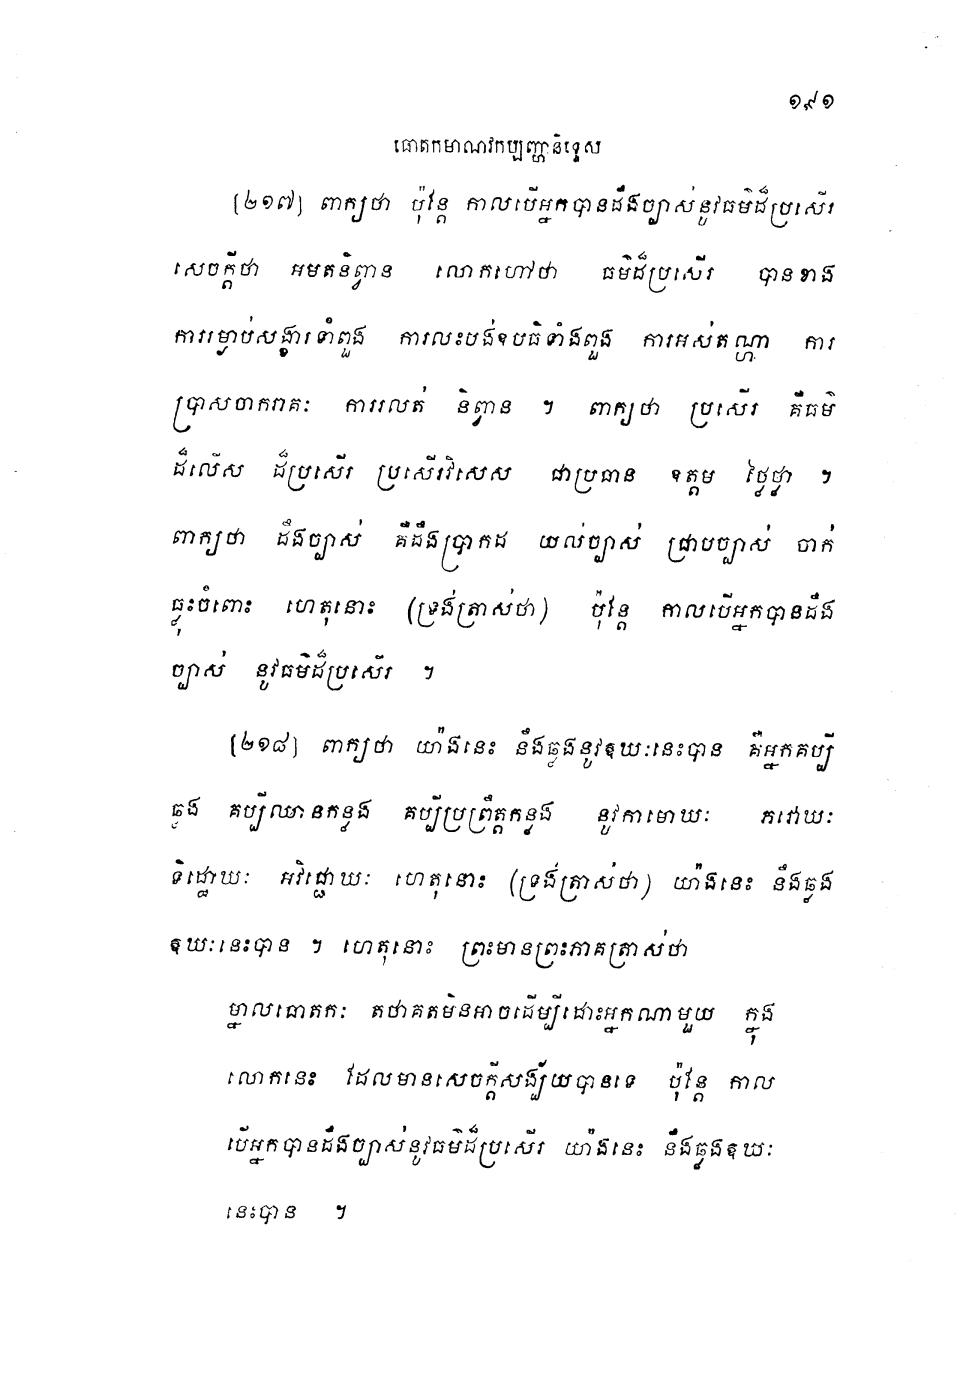 ១៩១
ធោតកមាណវកប្បញ្ហានិទ្ទេស
[២១៧] ពាក្យថា ប៉ុន្តែ កាលបើអ្នកបានដឹងច្បាស់នូវធម៌ដ៏ប្រសើរ
សេចក្តីថា អមតនិព្វាន លោកហៅថា ធម៌ដ៏ប្រសើរ បានខាង
ការរម្ងាប់សង្ខារទាំពួង ការលះបង់ឧបធិទាំងពួង ការអស់តណ្ហា ការ
ប្រាសចាករាគៈ ការរលត់ និព្វាន ។ ពាក្យថា ប្រសើរ គឺធម៌
ដ៏លើស ដ៏ប្រសើរ ប្រសើរវិសេស ជាប្រធាន ឧត្តម ថ្លៃថ្លា ។
ពាក្យថា ដឹងច្បាស់ គឺដឹងប្រាកដ យល់ច្បាស់ ជ្រាបច្បាស់ ចាក់
ធ្លុះចំពោះ ហេតុនោះ (ទ្រង់ត្រាស់ថា) ប៉ុន្តែ កាលបើអ្នកបានដឹង
ច្បាស់ នូវធម៌ដ៏ប្រសើរ ។
[២១៨] ពាក្យថា យ៉ាងនេះ នឹងឆ្លងនូវឱឃៈនេះបាន គឺអ្នកគប្បី
ឆ្លង គប្បីឈានកន្លង គប្បីប្រព្រឹត្តកន្លង នូវកាមោឃៈ ភវោឃៈ
ទិដ្ឋោឃៈ អវិជ្ជោឃៈ ហេតុនោះ (ទ្រង់ត្រាស់ថា) យ៉ាងនេះ នឹងឆ្លង
ឱឃៈនេះបាន ។ ហេតុនោះ ព្រះមានព្រះភាគត្រាស់ថា
ម្នាលធោតកៈ តថាគតមិនអាចដើម្បីដោះអ្នកណាមួយ ក្នុង
លោកនេះ ដែលមានសេចក្តីសង្ស័យបានទេ ប៉ុន្តែ កាល
បើអ្នកបានដឹងច្បាស់នូវធម៌ដ៏ប្រសើរ យ៉ាងនេះ នឹងឆ្លងឱឃៈ
នេះបាន ។